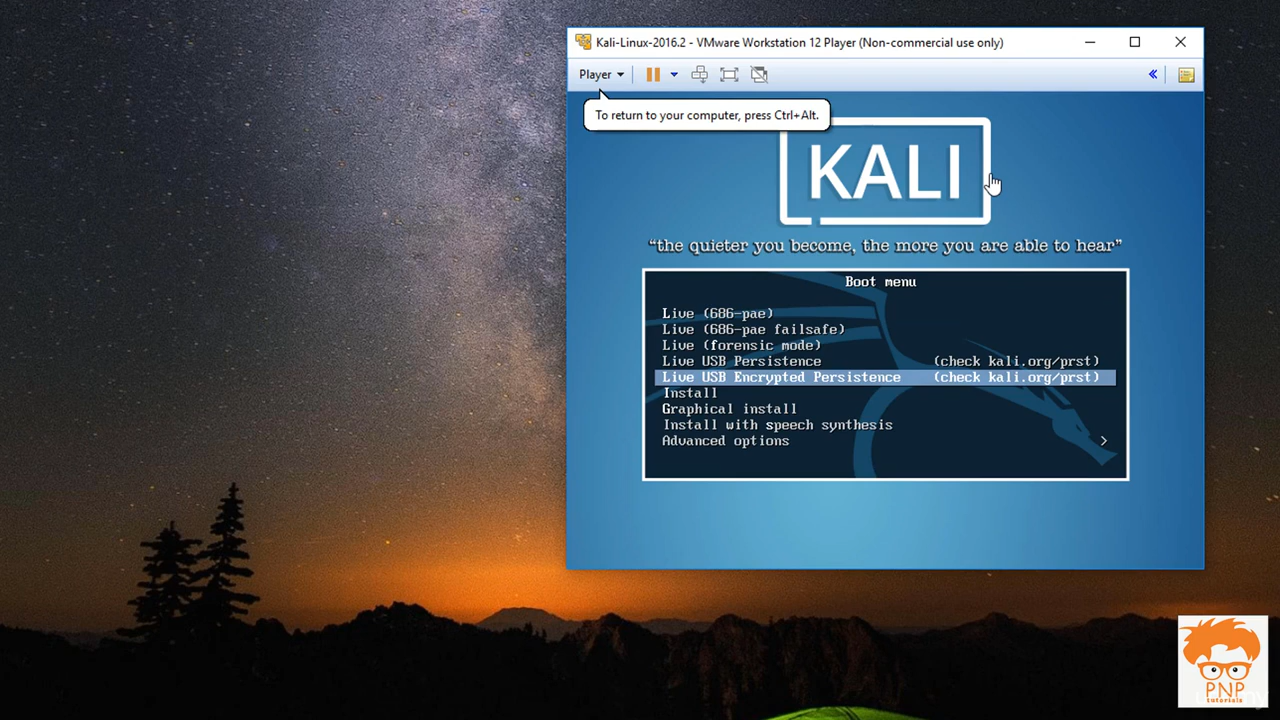 Kali-Linux-2016.2 - VMware Workstation 12 Player (Non-commercial use only)
Player
To return to your computer, press Ctrl+Alt.
KALI
“the quieter you become, the more you are able to hear”
Boot menu
Live (686-pae)
Live (686-pae failsafe)
Live (forensic mode)
Live USB Persistence (check kali.org/prst)
Live USB Encrypted Persistence (check kali.org/prst)
Install
Graphical install
Install with speech synthesis
Advanced options >
PNP
tutorials